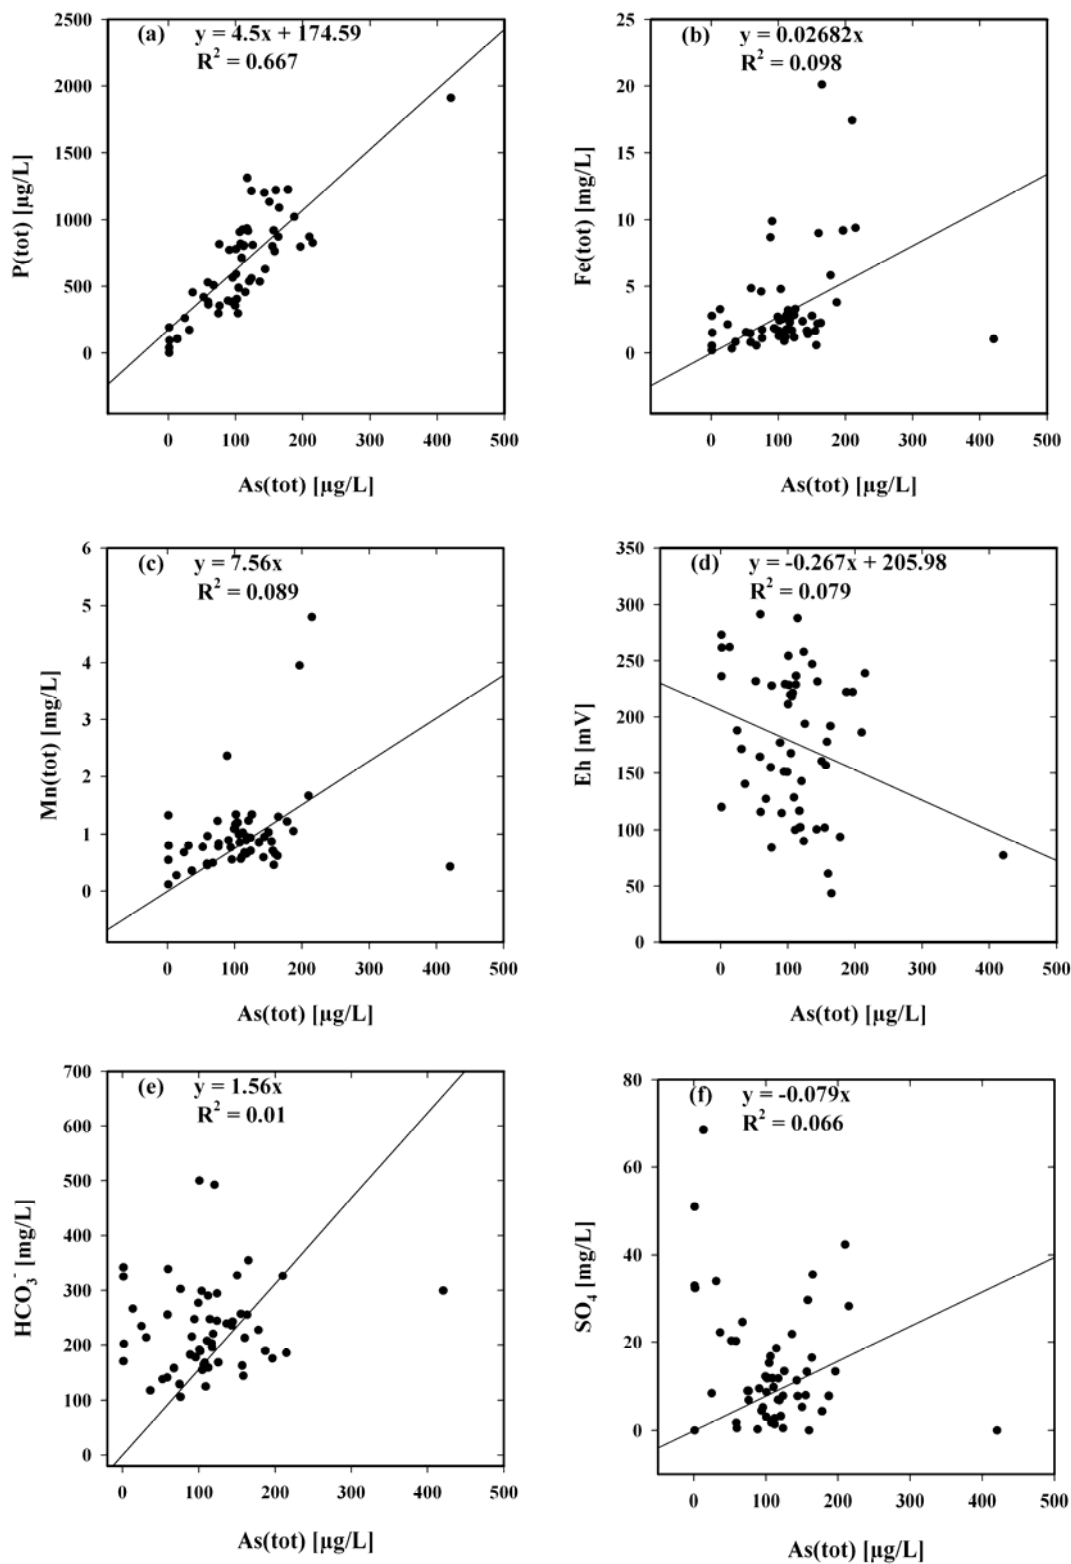 (a) y = 4.5x + 174.59
R² = 0.667
2500
2000
1500
1000
500
0
P(tot) [µg/L]
0 100 200 300 400 500
As(tot) [µg/L]
(b) y = 0.02682x
R² = 0.098
25
20
15
10
5
0
Fe(tot) [mg/L]
0 100 200 300 400 500
As(tot) [µg/L]
(c) y = 7.56x
R² = 0.089
6
5
4
3
2
1
0
Mn(tot) [mg/L]
0 100 200 300 400 500
As(tot) [µg/L]
(d) y = -0.267x + 205.98
R² = 0.079
350
300
250
200
150
100
50
0
Eh [mV]
0 100 200 300 400 500
As(tot) [µg/L]
(e) y = 1.56x
R² = 0.01
700
600
500
400
300
200
100
0
HCO₃⁻ [mg/L]
0 100 200 300 400 500
As(tot) [µg/L]
(f) y = -0.079x
R² = 0.066
80
60
40
20
0
SO₄ [mg/L]
0 100 200 300 400 500
As(tot) [µg/L]